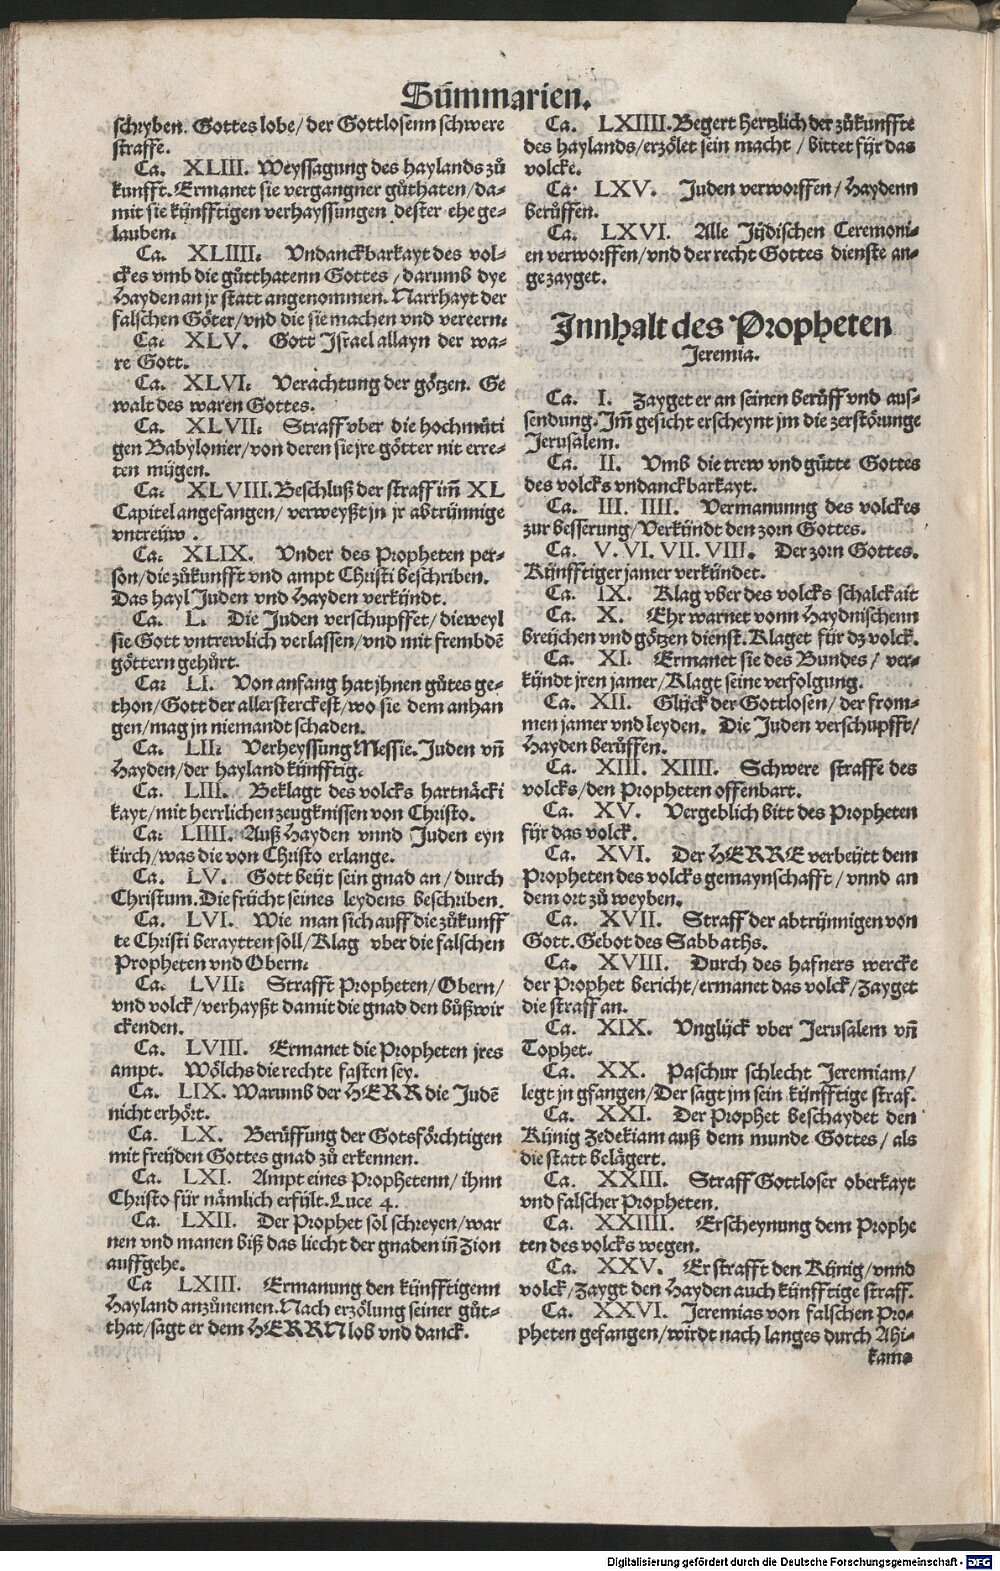 Sum̃marien.
schryben. Gottes lobe/ der Gottlosenn schwere
straffe.
Ca. XLIII. Weyssagung des haylands zů
kunfft. Ermanet sie vergangner gůthaten/ da-
mit sie kijnfftigen verhayssungen dester ehe ge-
lauben.
Ca. XLIIII. Vndanckbarkayt des vol-
ckes vmb die gůtthatenn Gottes / darumb dye
Hayden an jr statt angenommen. Narrhayt der
falschen Göter/ vnd die sie machen vnd vereern.
Ca. XLV. Gott Israel allayn der wa-
re Gott.
Ca. XLVI. Verachtung der götzen. Ge
walt des waren Gottes.
Ca. XLVII. Straff vber die hochmüti
gen Babylonier/ von deren sie jre götter nit erre-
ten mügen.
Ca. XLVIII. Beschluß der straff im̃ XL
Capitel angefangen/ verweyßt jn jr abtrünnige
vntreüw .
Ca. XLIX. Vnder des Propheten per-
son/ die zůkunfft vnd ampt Christi beschriben.
Das hayl Juden vnd Hayden verkündt.
Ca. L. Die Juden verschupffet/ dieweyl
sie Gott vntrewlich verlassen/ vnd mit frembdẽ
göttern gehürt.
Ca: LI. Von anfang hat jhnen gůtes ge-
thon/ Gott der allersterckest/ wo sie dem anhan
gen/ mag jn niemandt schaden.
Ca. LII: Verheyssung Messie. Juden vñ
Hayden/ der hayland kijnfftig.
Ca. LIII. Beklagt des volcks hartnäcki
kayt/ mit herrlichen zeugknissen von Christo.
Ca: LIIII. Auß Hayden vnnd Juden eyn
kirch/ was die von Christo erlange.
Ca. LV. Gott beüt sein gnad an/ durch
Christum. Die frücht seines leydens beschriben.
Ca. LVI. Wie man sich auff die zůkunff
te Christi beraytten soll/ Klag vber die falschen
Propheten vnd Obern.
Ca. LVII: Strafft Propheten/ Obern/
vnd volck/ verhayßt damit die gnad den bůßwir
ckenden.
Ca. LVIII. Ermanet die Propheten jres
ampt. Wölchs die rechte fasten sey.
Ca. LIX. Warumb der HERR die Judẽ
nicht erhört.
Ca. LX. Berüffung der Gotsförchtigen
mit freüden Gottes gnad zů erkennen.
Ca. LXI. Ampt eines Prophetenn/ ihnn
Christo für nämlich erfült. Luce 4.
Ca. LXII. Der Prophet sol schreyen/ war
nen vnd manen biß das liecht der gnaden in̄ Zion
auffgehe.
Ca LXIII. Ermanung den kijnfftigenn
Hayland anzůnemen. Nach erzölung seiner gůt-
that/ sagt er dem HERRN lob vnd danck.
Ca. LXIIII. Begert hertzlich der zůkunffte
des haylands/ erzölet sein macht / bittet für das
volcke.
Ca. LXV. Juden verworffen/ Haydenn
berüffen.
Ca. LXVI. Alle Jüdischen Ceremoni-
en verworffen/ vnd der recht Gottes dienste an-
gezayget.
Innhalt des Propheten
Jeremia.
Ca. I. Zayget er an seinen berüff vnd aus-
sendung. Im̃ gesicht erscheynt jm die zerstörunge
Jerusalem.
Ca. II. Vmb die trew vnd gütte Gottes
des volcks vndanckbarkayt.
Ca. III. IIII. Vermanung des volckes
zur besserung/ Verkündt den zorn Gottes.
Ca. V. VI. VII. VIII. Der zorn Gottes.
Künfftiger jamer verkündet.
Ca. IX. Klag vber des volcks schalckait
Ca. X. Ehr warnet vonn Haydnischenn
breüchen vnd götzen dienst. Klaget für dz volck.
Ca. XI. Ermanet sie des Bundes/ ver-
kündt jren jamer/ Klagt seine verfolgung.
Ca. XII. Glück der Gottlosen/ der from-
men jamer vnd leyden. Die Juden verschupfft/
Hayden berüffen.
Ca. XIII. XIIII. Schwere straffe des
volcks/ den Propheten offenbart.
Ca. XV. Vergeblich bitt des Propheten
für das volck.
Ca. XVI. Der HERRE verbeütt dem
Propheten des volcks gemaynschafft/ vnnd an
dem ort zů weyben.
Ca. XVII. Straff der abtrünnigen von
Gott. Gebot des Sabbaths.
Ca. XVIII. Durch des hafners wercke
der Prophet bericht/ ermanet das volck/ Zayget
die straff an.
Ca. XIX. Vnglück vber Jerusalem vñ
Tophet.
Ca. XX. Paschur schlecht Jeremiam/
legt jn gfangen/ Der sagt jm sein künfftige straf.
Ca. XXI. Der Prophet beschaydet den
Künig Zedekiam auß dem munde Gottes/ als
die statt belägert.
Ca. XXIII. Straff Gottloser oberkayt
vnd falscher Propheten.
Ca. XXIIII. Erscheynung dem Prophe
ten des volcks wegen.
Ca. XXV. Er strafft den Künig/ vnnd
volck/ Zaygt den Hayden auch künfftige straff.
Ca. XXVI. Jeremias von falschen Pro-
pheten gefangen/ wirdt nach langes durch Ahi-
kams
Digitalisierung gefördert durch die Deutsche Forschungsgemeinschaft - DFG